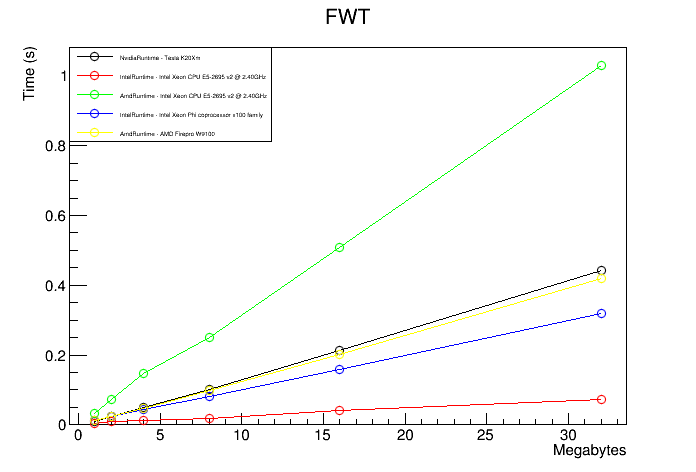 FWT
Time (s)
NvidiaRuntime - Tesla K20Xm
IntelRuntime - Intel Xeon CPU E5-2695 v2 @ 2.40GHz
AmdRuntime - Intel Xeon CPU E5-2695 v2 @ 2.40GHz
IntelRuntime - Intel Xeon Phi coprocessor x100 family
AmdRuntime - AMD Firepro W9100
1
0.8
0.6
0.4
0.2
0
0 5 10 15 20 25 30
Megabytes